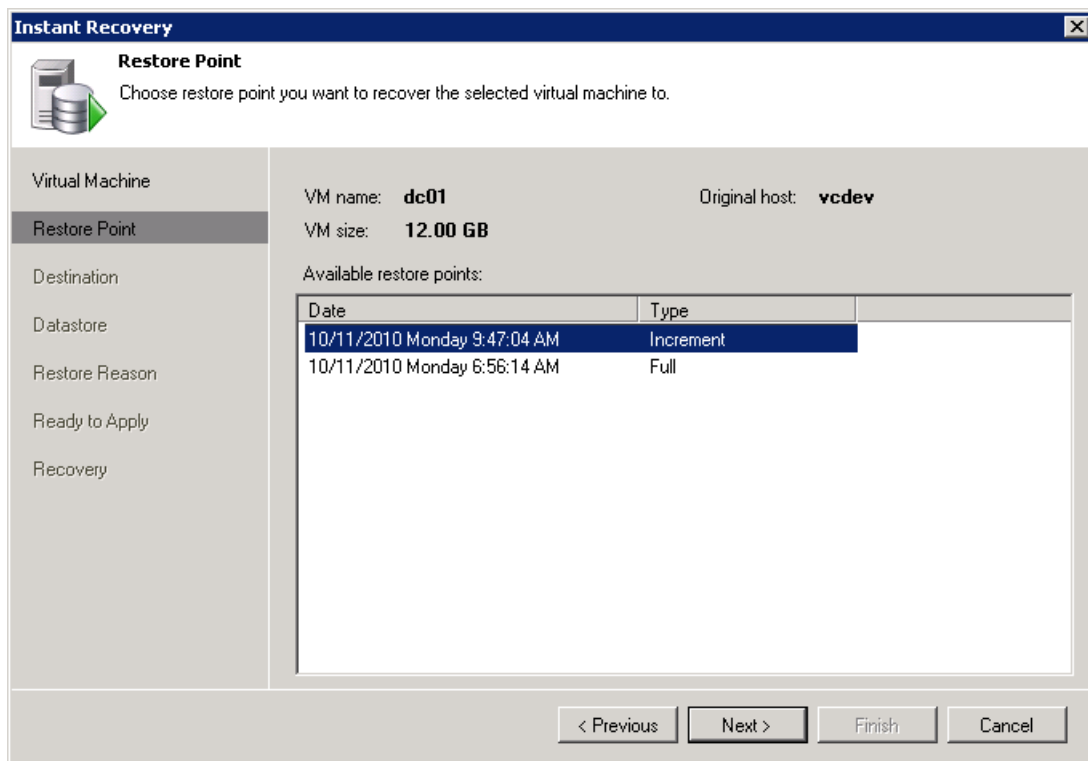 Instant Recovery
Restore Point
Choose restore point you want to recover the selected virtual machine to.
Virtual Machine
Restore Point
Destination
Datastore
Restore Reason
Ready to Apply
Recovery
VM name: dc01 Original host: vcdev
VM size: 12.00 GB
Available restore points:
Date Type
10/11/2010 Monday 9:47:04 AM Increment
10/11/2010 Monday 6:56:14 AM Full
< Previous Next > Finish Cancel